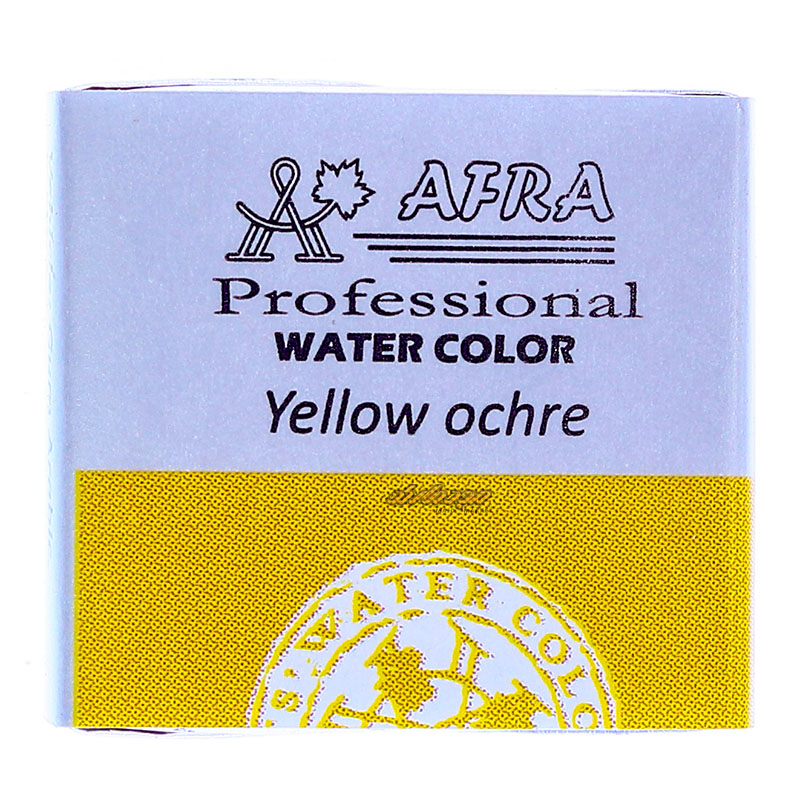 AFRA
Professional
WATER COLOR
Yellow ochre
S' WATER COLO